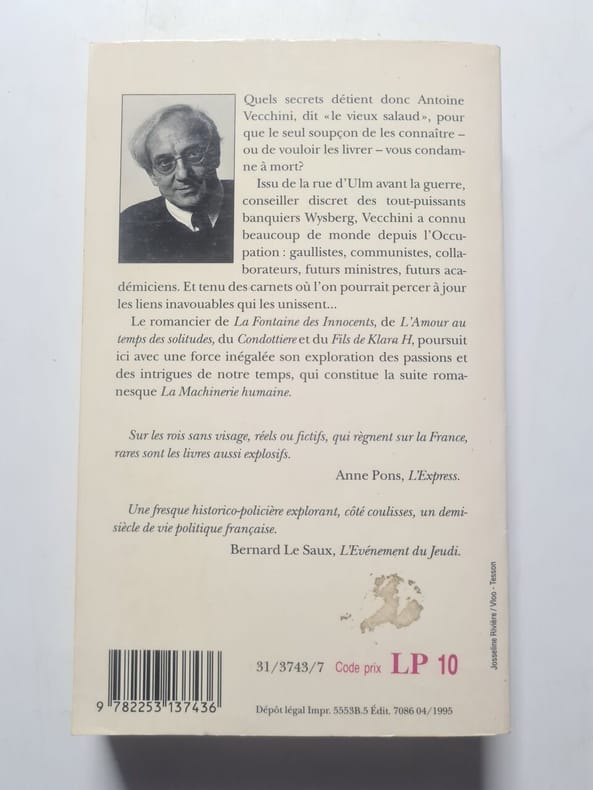 Quels secrets détient donc Antoine
Vecchini, dit «le vieux salaud», pour
que le seul soupçon de les connaître –
ou de vouloir les livrer – vous condam-
ne à mort?
Issu de la rue d'Ulm avant la guerre,
conseiller discret des tout-puissants
banquiers Wysberg, Vecchini a connu
beaucoup de monde depuis l'Occu-
pation : gaullistes, communistes, colla-
borateurs, futurs ministres, futurs aca-
démiciens. Et tenu des carnets où l'on pourrait percer à jour
les liens inavouables qui les unissent...
Le romancier de La Fontaine des Innocents, de L'Amour au
temps des solitudes, du Condottiere et du Fils de Klara H, poursuit
ici avec une force inégalée son exploration des passions et
des intrigues de notre temps, qui constitue la suite roma-
nesque La Machinerie humaine.
Sur les rois sans visage, réels ou fictifs, qui règnent sur la France,
rares sont les livres aussi explosifs.
Anne Pons, L'Express.
Une fresque historico-policière explorant, côté coulisses, un demi-
siècle de vie politique française.
Bernard Le Saux, L'Evénement du Jeudi.
Josseline Rivière / Vloo - Tesson
31/3743/7 Code prix LP 10
9 782253 137436
Dépôt légal Impr. 5553B.5 Édit. 7086 04/1995